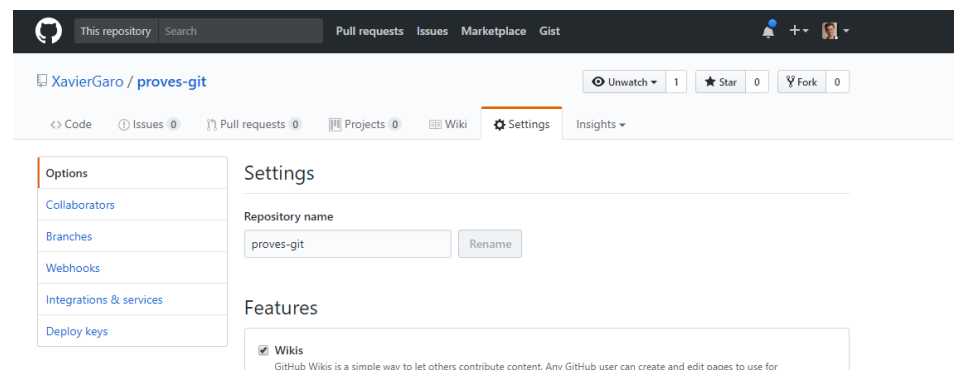 This repository Search Pull requests Issues Marketplace Gist
XavierGaro / proves-git Unwatch 1 Star 0 Fork 0
Code Issues 0 Pull requests 0 Projects 0 Wiki Settings Insights
Options
Collaborators
Branches
Webhooks
Integrations & services
Deploy keys
Settings
Repository name
proves-git Rename
Features
Wikis
GitHub Wikis is a simple way to let others contribute content. Any GitHub user can create and edit pages to use for